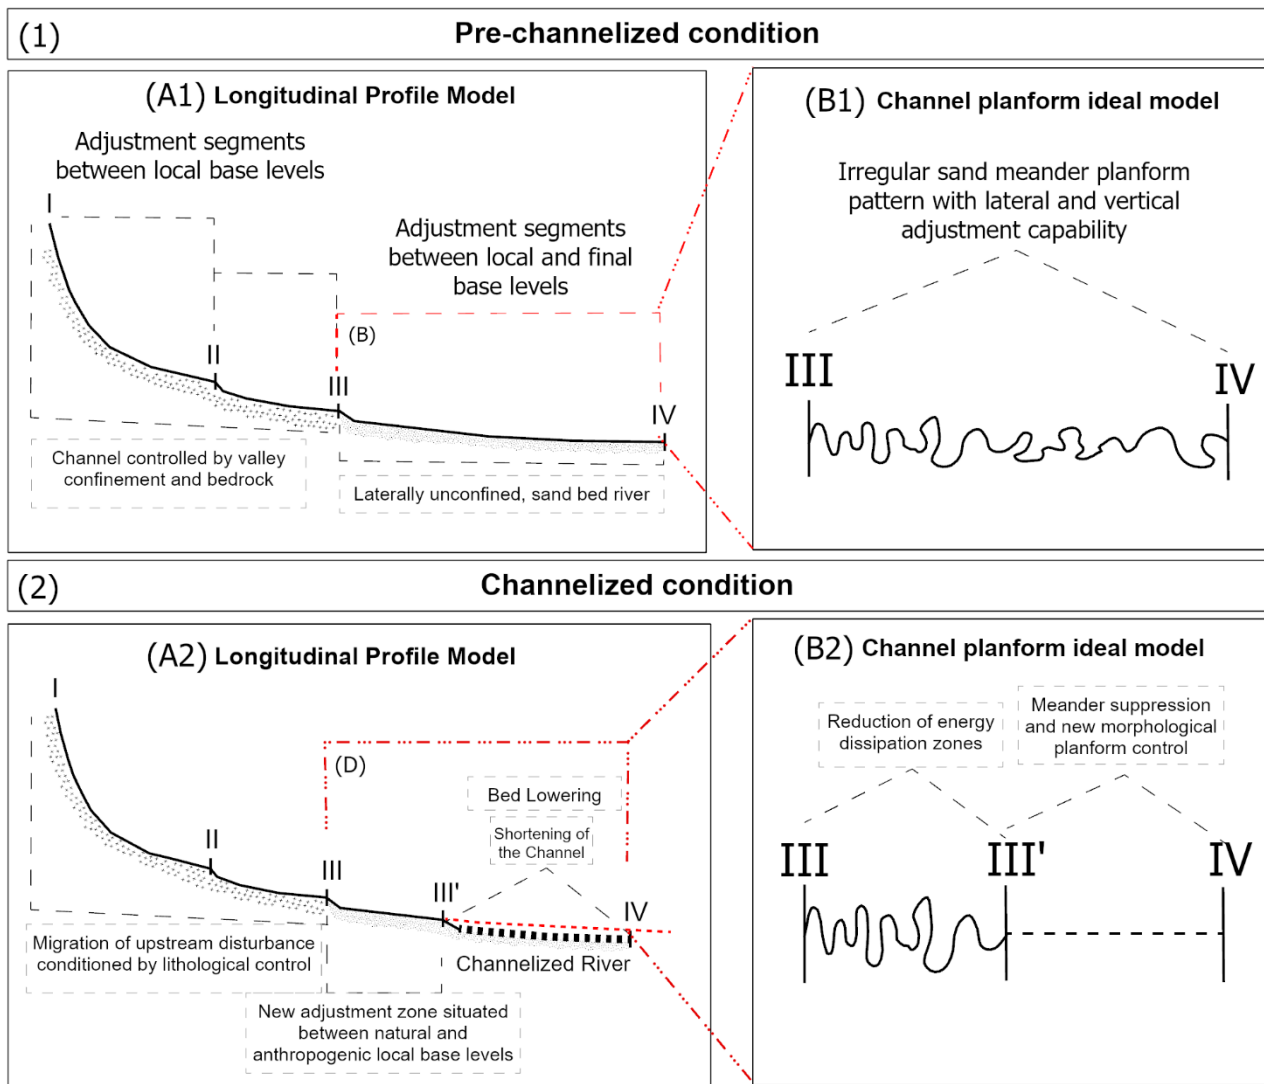 (1)
Pre-channelized condition
(A1) Longitudinal Profile Model
Adjustment segments
between local base levels
I
Adjustment segments
between local and final
base levels
(B)
II
III
IV
Channel controlled by valley
confinement and bedrock
Laterally unconfined, sand bed river
(B1) Channel planform ideal model
Irregular sand meander planform
pattern with lateral and vertical
adjustment capability
III
IV
(2)
Channelized condition
(A2) Longitudinal Profile Model
I
(D)
Bed Lowering
Shortening of
the Channel
II
III
III'
IV
Migration of upstream disturbance
conditioned by lithological control
Channelized River
New adjustment zone situated
between natural and
anthropogenic local base levels
(B2) Channel planform ideal model
Reduction of energy
dissipation zones
Meander suppression
and new morphological
planform control
III
III'
IV